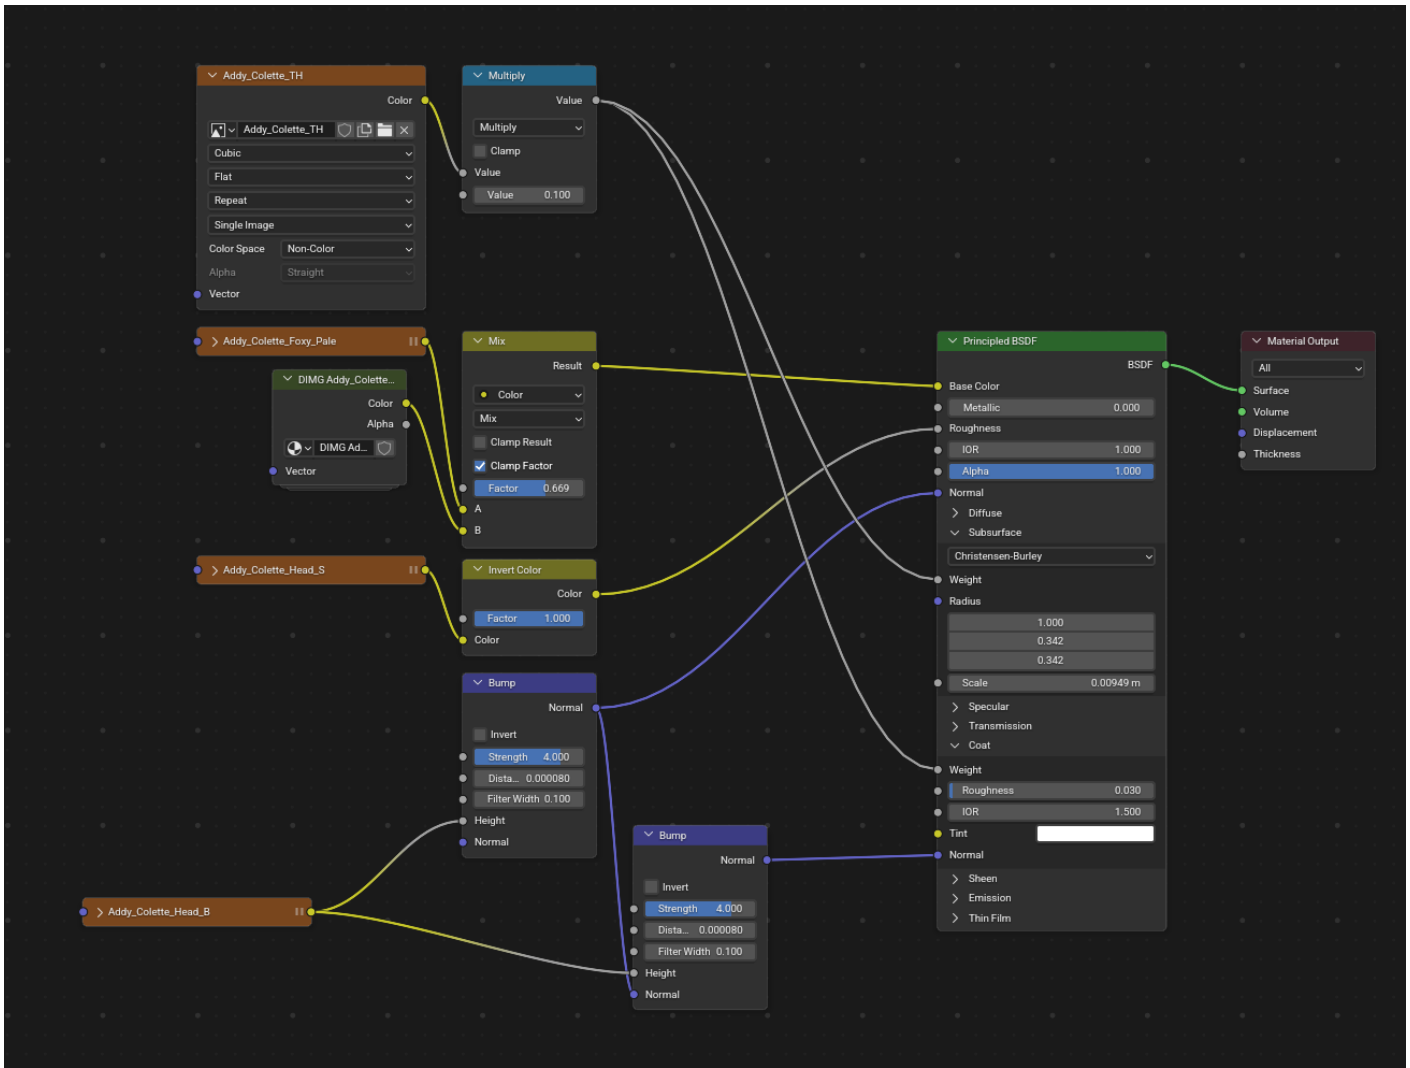 Addy_Colette_TH
Color
Addy_Colette_TH
Cubic
Flat
Repeat
Single Image
Color Space Non-Color
Alpha Straight
Vector
Multiply
Value
Multiply
Clamp
Value
Value 0.100
Addy_Colette_Foxy_Pale
DIMG Addy_Colette...
Color
Alpha
DIMG Ad...
Vector
Mix
Result
Color
Mix
Clamp Result
Clamp Factor
Factor 0.669
A
B
Addy_Colette_Head_S
Invert Color
Color
Factor 1.000
Color
Bump
Normal
Invert
Strength 4.000
Dista... 0.000080
Filter Width 0.100
Height
Normal
Addy_Colette_Head_B
Bump
Normal
Invert
Strength 4.000
Dista... 0.000080
Filter Width 0.100
Height
Normal
Principled BSDF
BSDF
Base Color
Metallic 0.000
Roughness
IOR 1.000
Alpha 1.000
Normal
Diffuse
Subsurface
Christensen-Burley
Weight
Radius
1.000
0.342
0.342
Scale 0.00949 m
Specular
Transmission
Coat
Weight
Roughness 0.030
IOR 1.500
Tint
Normal
Sheen
Emission
Thin Film
Material Output
All
Surface
Volume
Displacement
Thickness